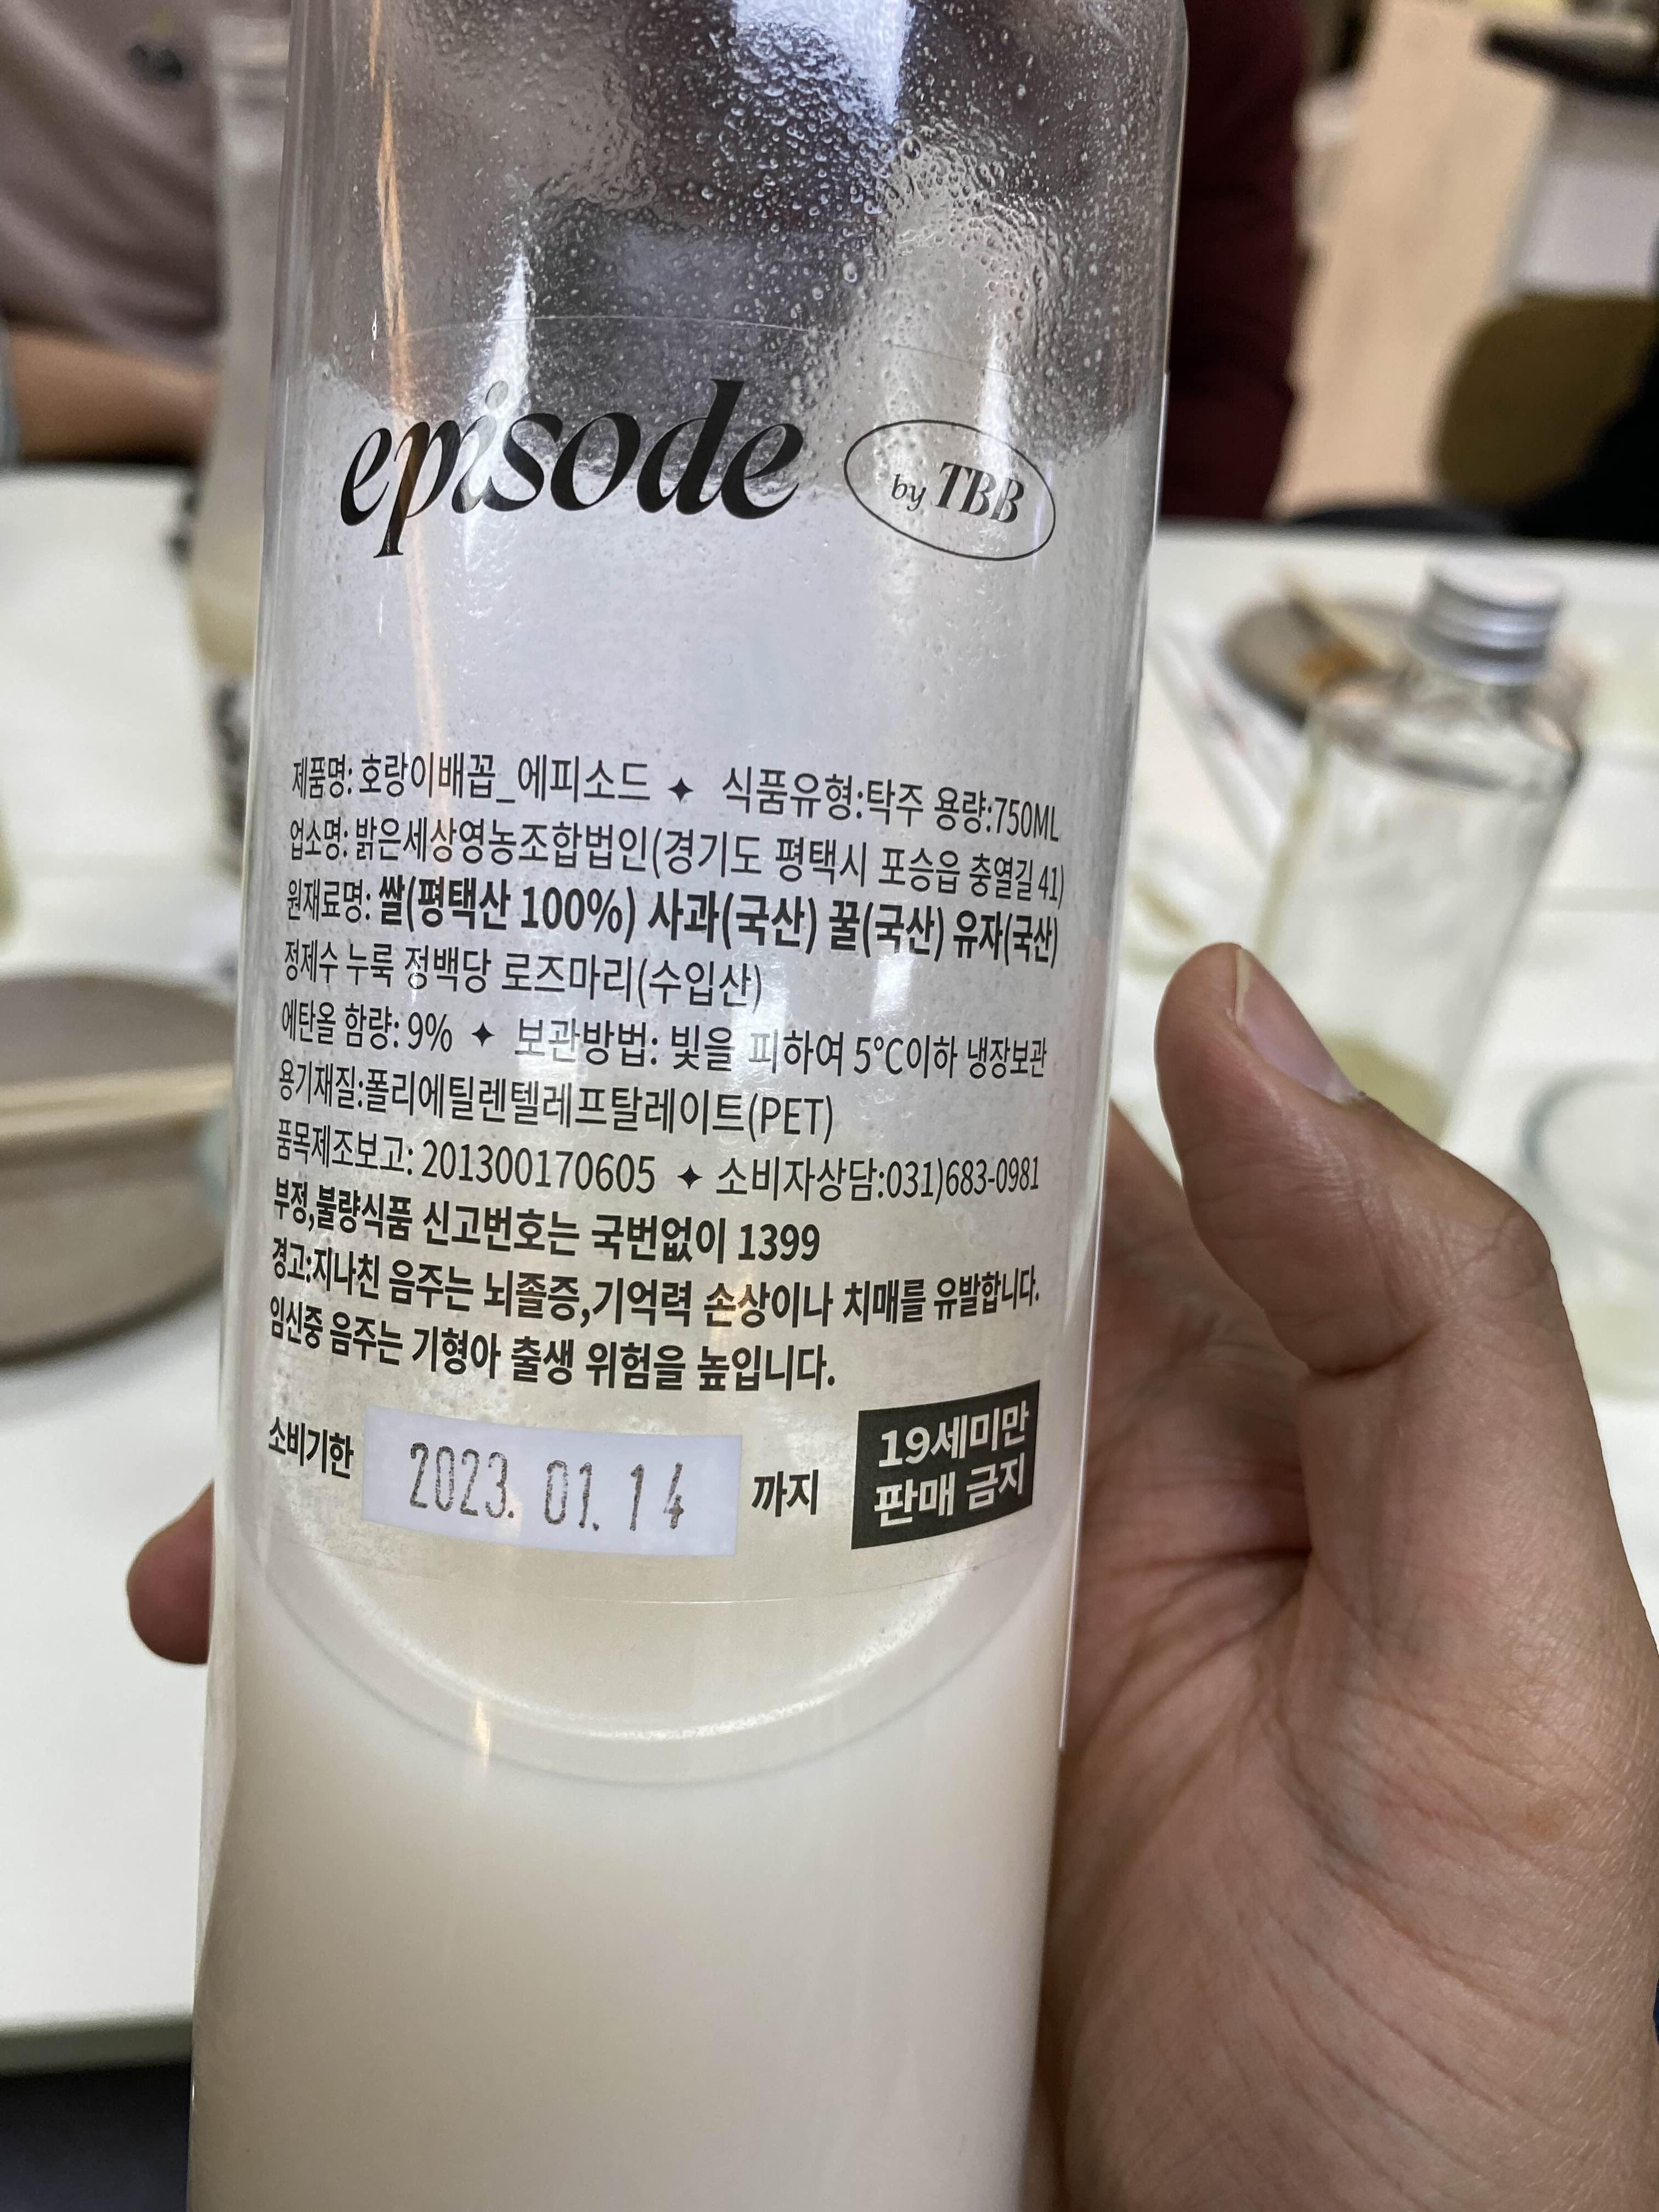 episode by TBB
제품명: 호랑이배꼽_에피소드 ✦ 식품유형:탁주 용량:750ML
업소명: 밝은세상영농조합법인(경기도 평택시 포승읍 충열길 41)
원재료명: 쌀(평택산 100%) 사과(국산) 꿀(국산) 유자(국산)
정제수 누룩 정백당 로즈마리(수입산)
에탄올 함량: 9% ✦ 보관방법: 빛을 피하여 5℃이하 냉장보관
용기재질:폴리에틸렌텔레프탈레이트(PET)
품목제조보고: 201300170605 ✦ 소비자상담:031)683-0981
부정,불량식품 신고번호는 국번없이 1399
경고:지나친 음주는 뇌졸증,기억력 손상이나 치매를 유발합니다.
임신중 음주는 기형아 출생 위험을 높입니다.
소비기한 2023. 01. 14 까지
19세미만
판매 금지